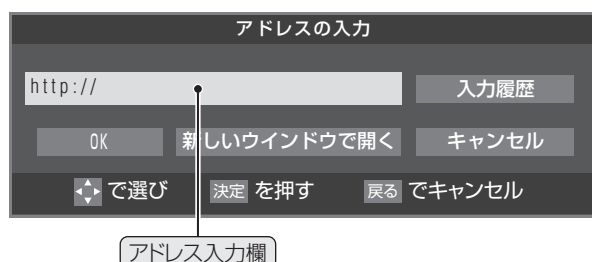 アドレスの入力
http:// 入力履歴
OK 新しいウインドウで開く キャンセル
で選び 決定 を押す 戻る でキャンセル
アドレス入力欄